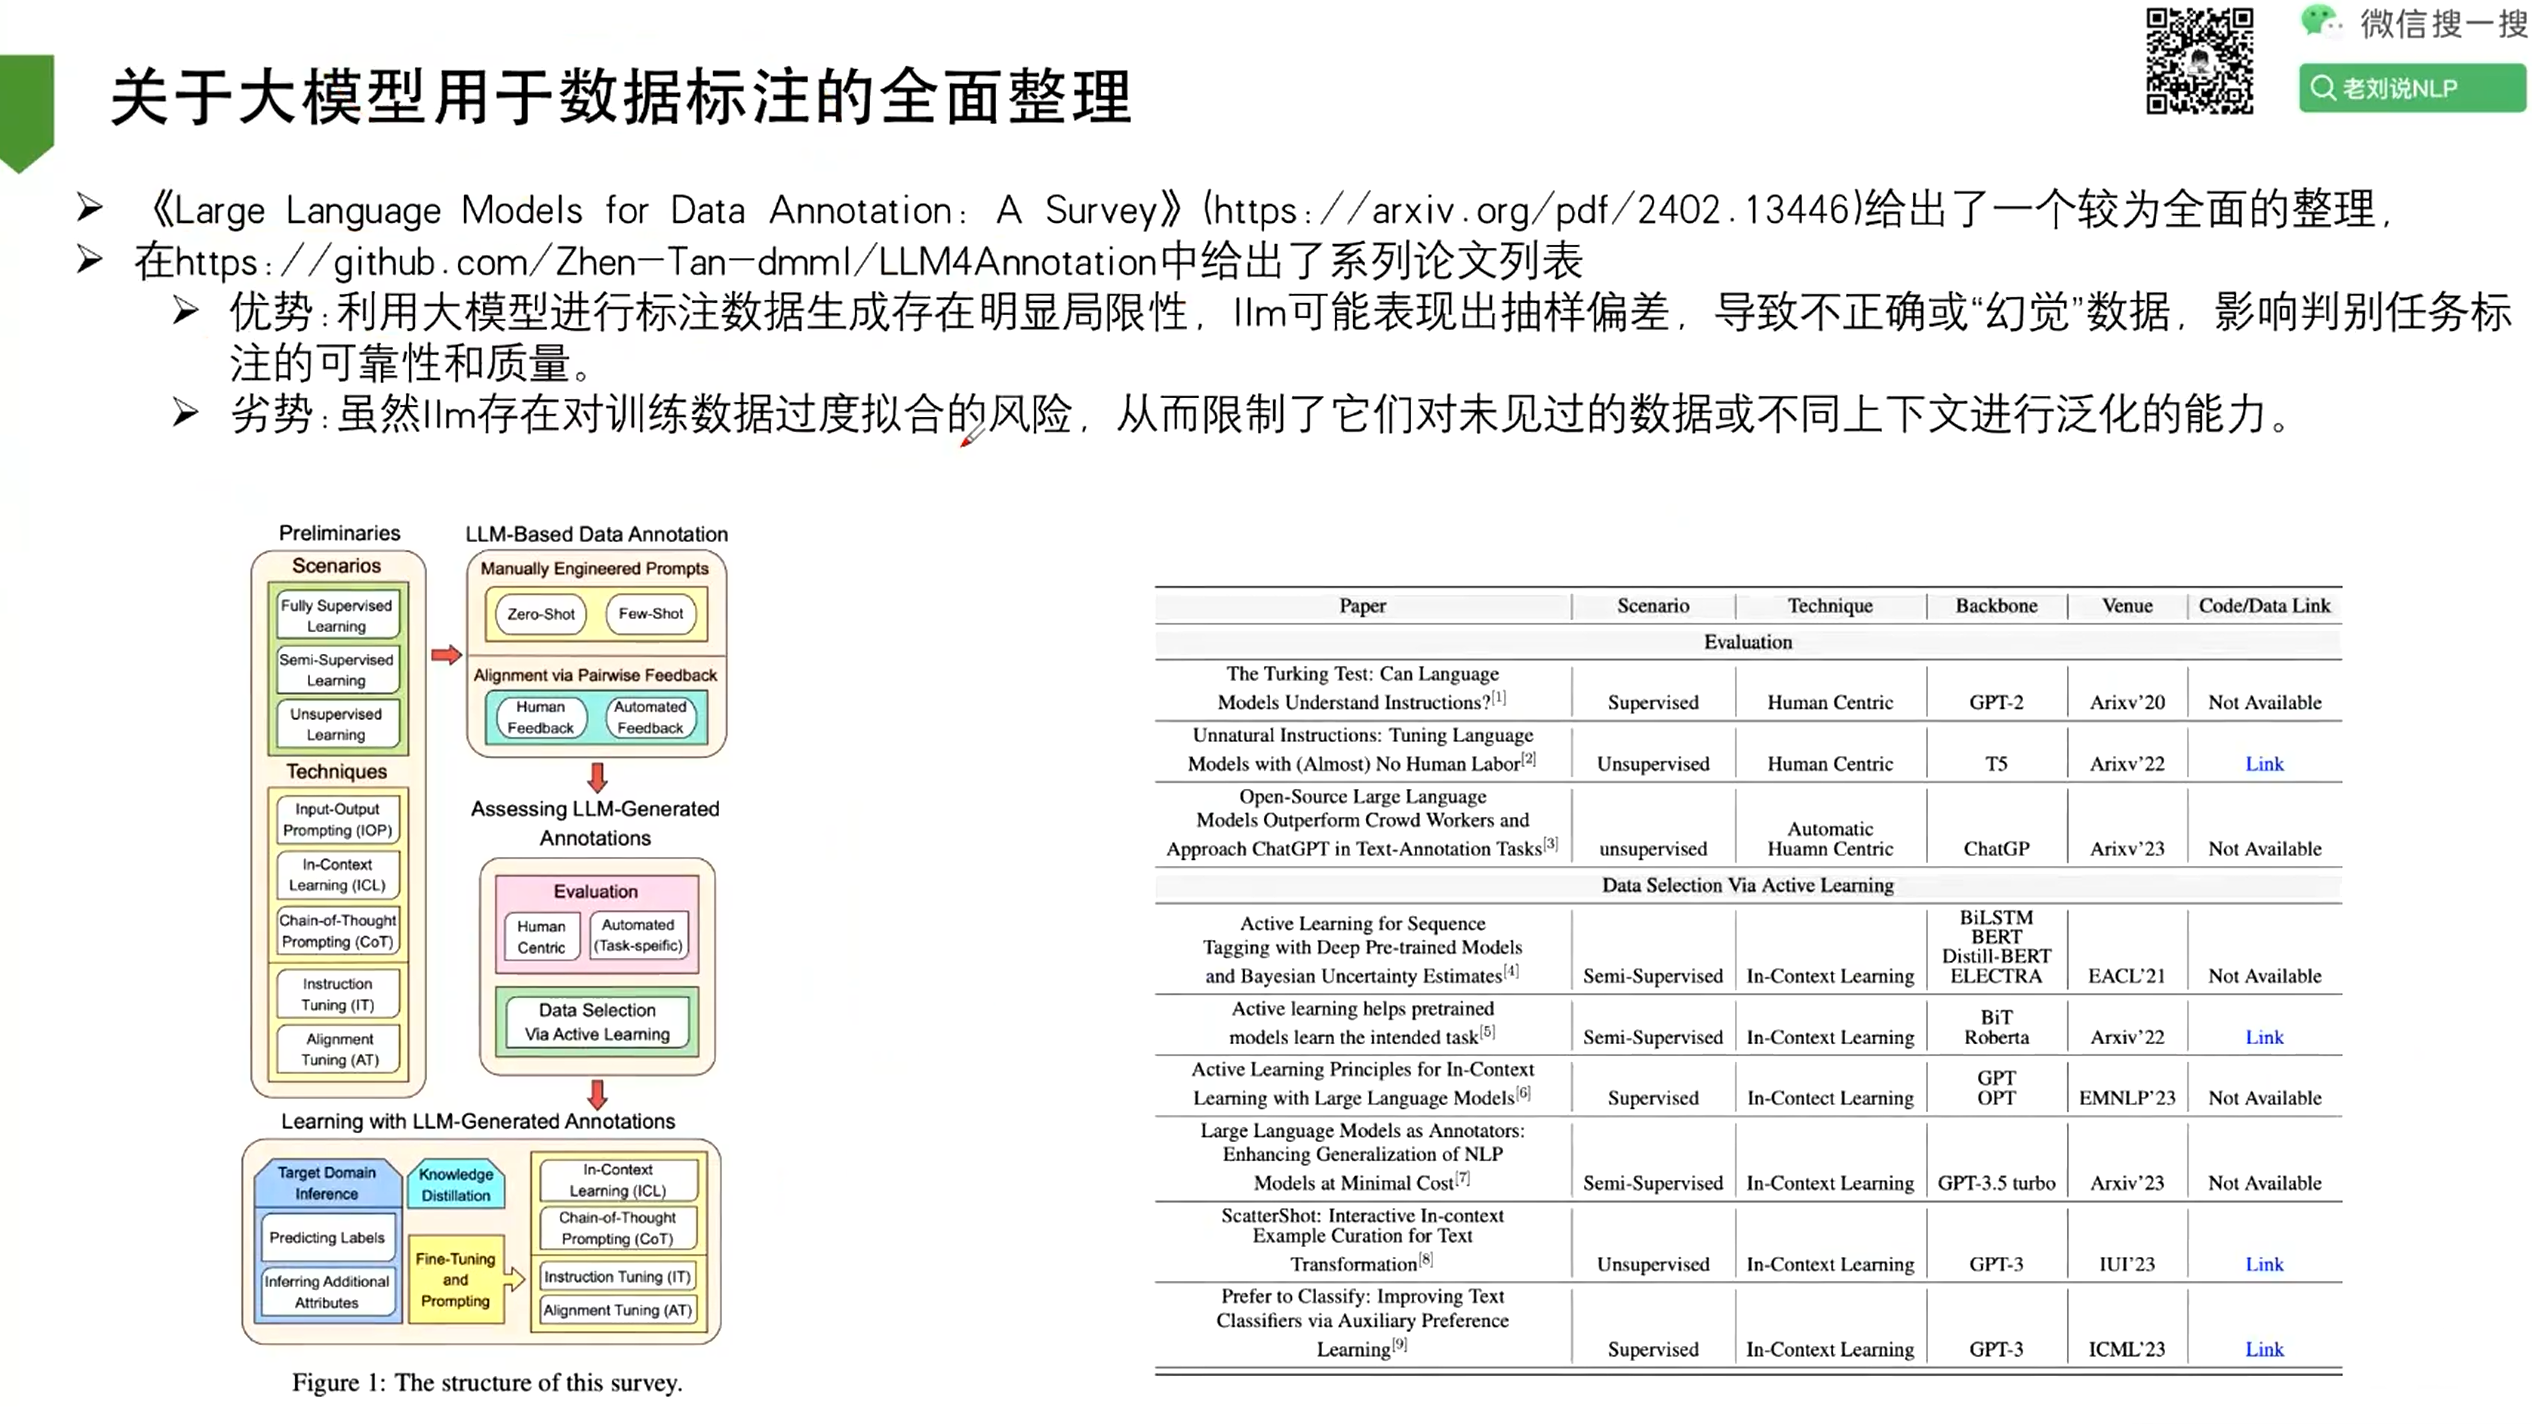 微信搜一搜
老刘说NLP
关于大模型用于数据标注的全面整理
《Large Language Models for Data Annotation: A Survey》(https://arxiv.org/pdf/2402.13446)给出了一个较为全面的整理,
在https://github.com/Zhen-Tan-dmml/LLM4Annotation中给出了系列论文列表
优势:利用大模型进行标注数据生成存在明显局限性, llm可能表现出抽样偏差, 导致不正确或“幻觉”数据, 影响判别任务标
注的可靠性和质量。
劣势:虽然llm存在对训练数据过度拟合的风险, 从而限制了它们对未见过的数据或不同上下文进行泛化的能力。
Preliminaries
Scenarios
Fully Supervised
Learning
Semi-Supervised
Learning
Unsupervised
Learning
Techniques
Input-Output
Prompting (IOP)
In-Context
Learning (ICL)
Chain-of-Thought
Prompting (CoT)
Instruction
Tuning (IT)
Alignment
Tuning (AT)
LLM-Based Data Annotation
Manually Engineered Prompts
Zero-Shot
Few-Shot
Alignment via Pairwise Feedback
Human
Feedback
Automated
Feedback
Assessing LLM-Generated
Annotations
Evaluation
Human
Centric
Automated
(Task-speific)
Data Selection
Via Active Learning
Learning with LLM-Generated Annotations
Target Domain
Inference
Predicting Labels
Inferring Additional
Attributes
Knowledge
Distillation
Fine-Tuning
and
Prompting
In-Context
Learning (ICL)
Chain-of-Thought
Prompting (CoT)
Instruction Tuning (IT)
Alignment Tuning (AT)
Figure 1: The structure of this survey.
Paper Scenario Technique Backbone Venue Code/Data Link
Evaluation
The Turking Test: Can Language
Models Understand Instructions?[1] Supervised Human Centric GPT-2 Arixv’20 Not Available
Unnatural Instructions: Tuning Language
Models with (Almost) No Human Labor[2] Unsupervised Human Centric T5 Arixv’22 Link
Open-Source Large Language
Models Outperform Crowd Workers and
Automatic
Approach ChatGPT in Text-Annotation Tasks[3] unsupervised Huamn Centric ChatGP Arixv’23 Not Available
Data Selection Via Active Learning
BiLSTM
Active Learning for Sequence
BERT
Tagging with Deep Pre-trained Models
Distill-BERT
and Bayesian Uncertainty Estimates[4] Semi-Supervised In-Context Learning ELECTRA EACL’21 Not Available
Active learning helps pretrained
BiT
models learn the intended task[5] Semi-Supervised In-Context Learning Roberta Arxiv’22 Link
Active Learning Principles for In-Context
GPT
Learning with Large Language Models[6] Supervised In-Contect Learning OPT EMNLP’23 Not Available
Large Language Models as Annotators:
Enhancing Generalization of NLP
Models at Minimal Cost[7] Semi-Supervised In-Context Learning GPT-3.5 turbo Arxiv’23 Not Available
ScatterShot: Interactive In-context
Example Curation for Text
Transformation[8] Unsupervised In-Context Learning GPT-3 IUI’23 Link
Prefer to Classify: Improving Text
Classifiers via Auxiliary Preference
Learning[9] Supervised In-Context Learning GPT-3 ICML’23 Link